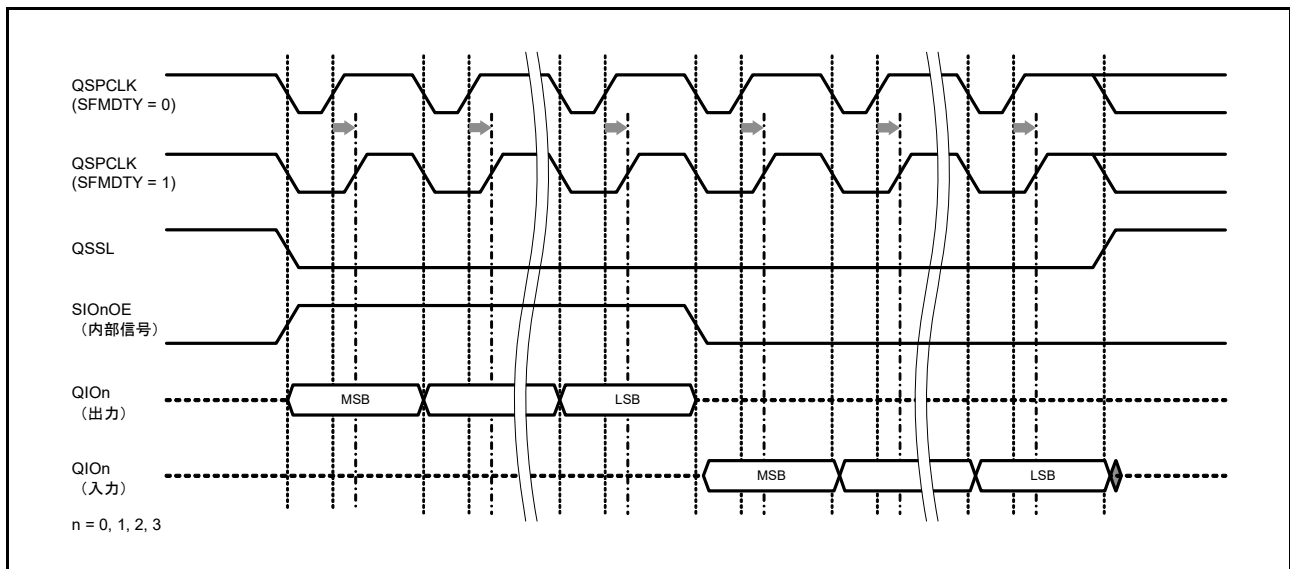 QSPCLK
(SFMDTY = 0)
QSPCLK
(SFMDTY = 1)
QSSL
SIOnOE
（内部信号）
QIOn
（出力）
MSB
LSB
QIOn
（入力）
MSB
LSB
n = 0, 1, 2, 3